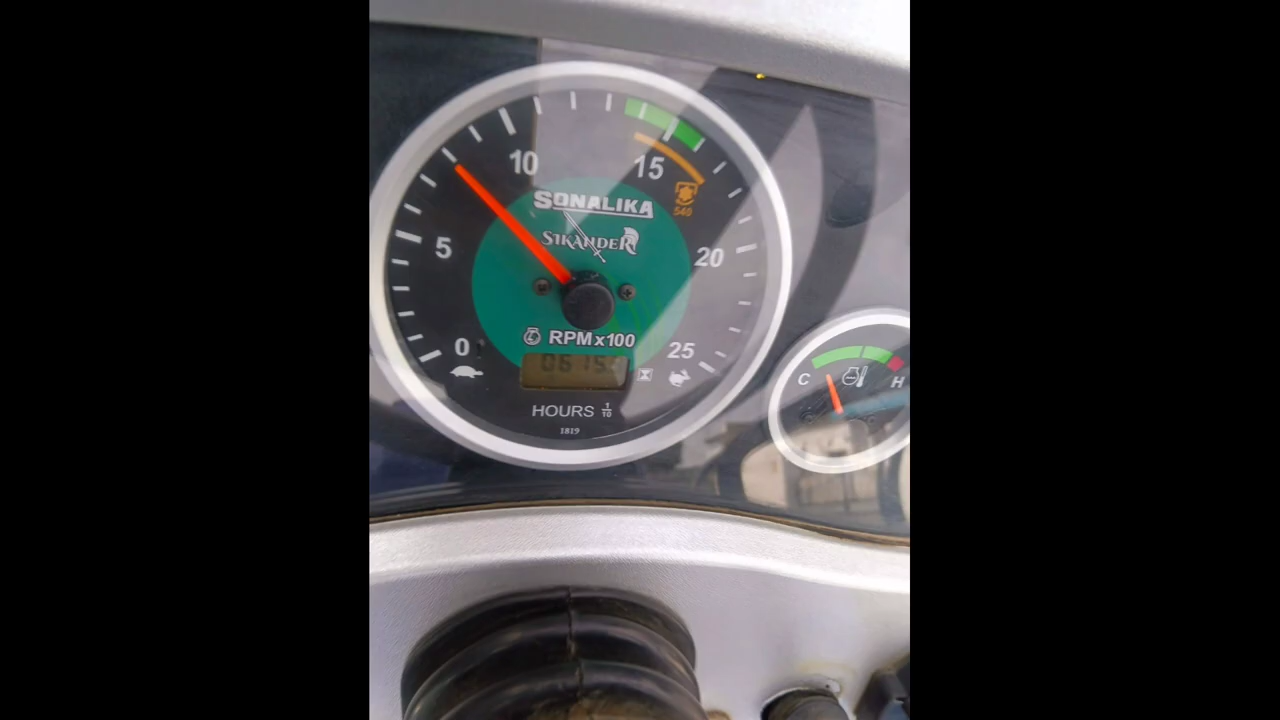 10
15
5
20
0
25
SONALIKA
SIKANDER
540
RPM x100
HOURS 1/10
1819
C
H